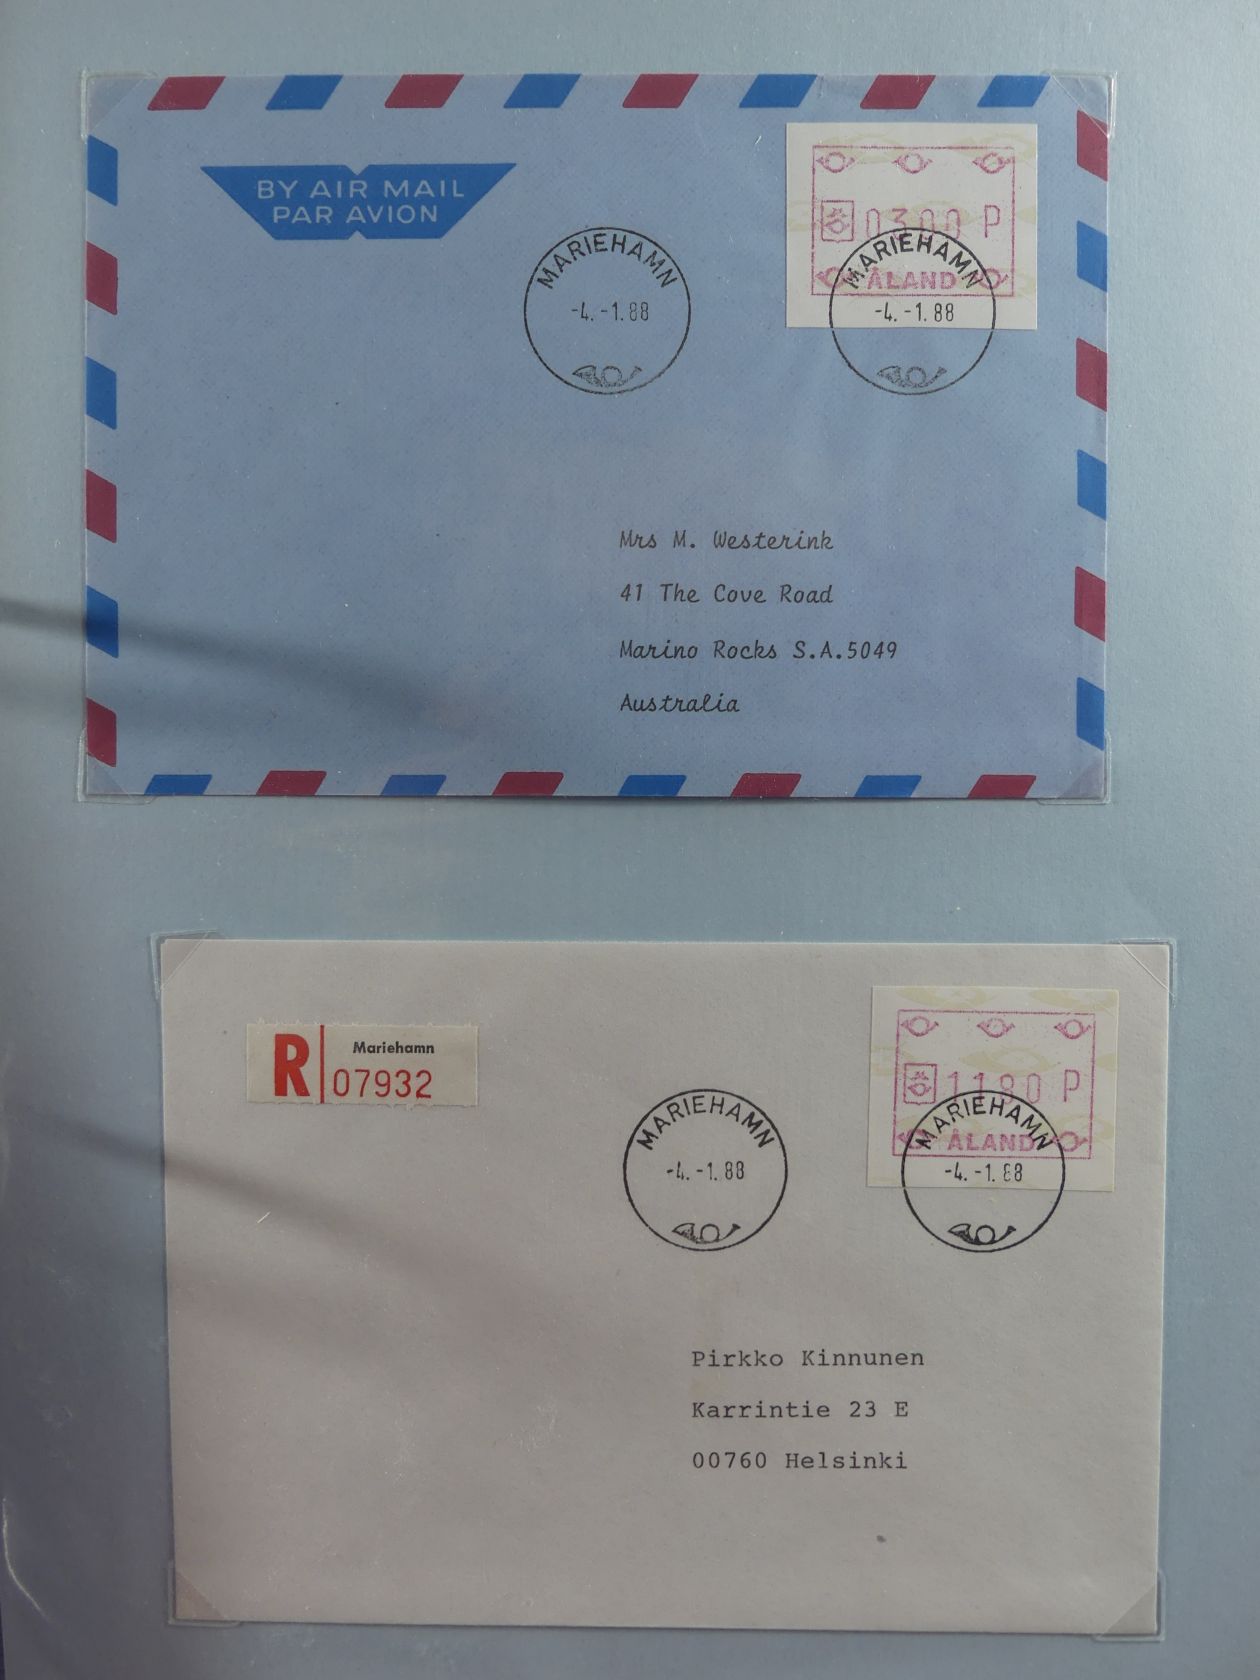 BY AIR MAIL
PAR AVION
0300 P
ÅLAND
MARIEHAMN
-4. -1.88
MARIEHAMN
-4. -1.88
Mrs M. Westerink
41 The Cove Road
Marino Rocks S.A.5049
Australia
R
Mariehamn
07932
1180 P
ÅLAND
MARIEHAMN
-4. -1.88
MARIEHAMN
-4. -1.88
Pirkko Kinnunen
Karrintie 23 E
00760 Helsinki